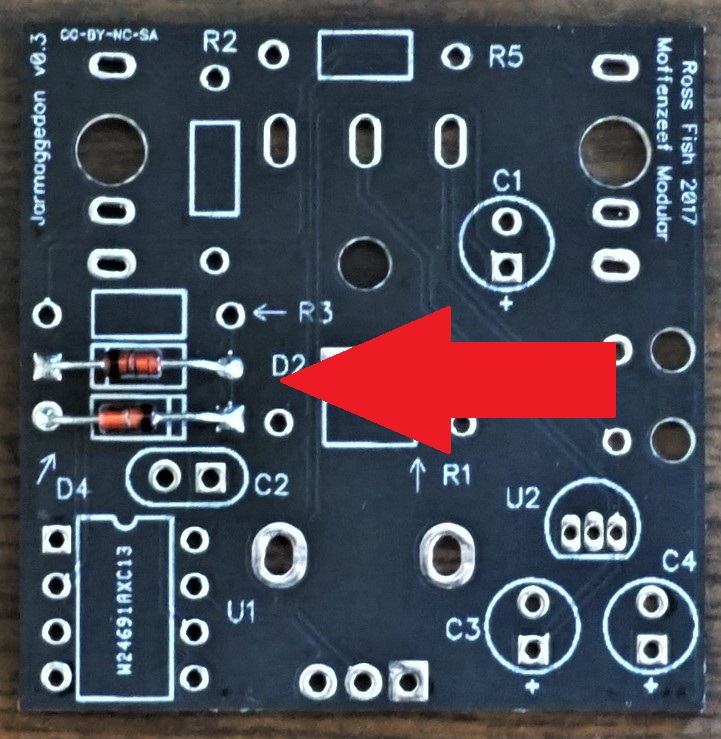 CC-BY-NC-SA
Jarmaggedon v0.3
R2
R5
Ross Fish 2017
Moffenzeef Modular
C1
+
R3
D2
D4
C2
R1
U2
W24691AXC13
U1
C3
C4
+
+